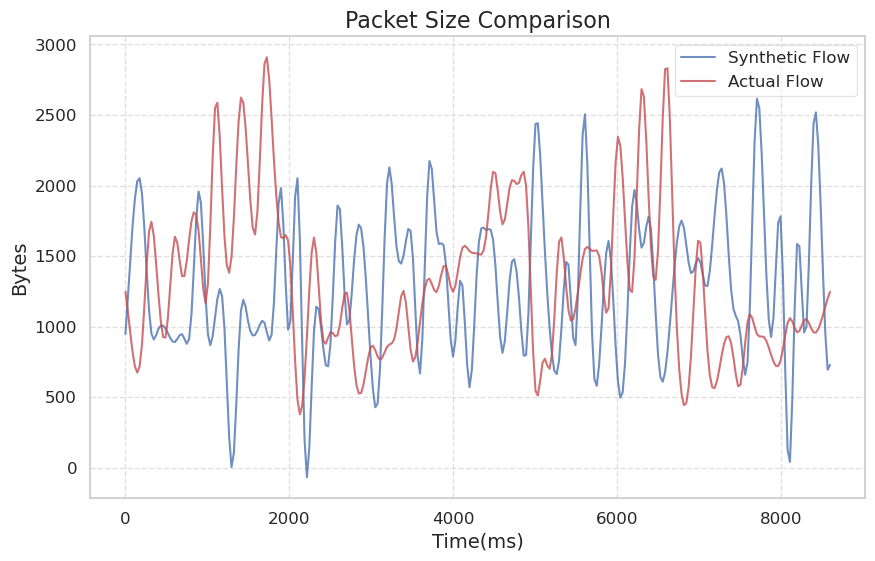 Packet Size Comparison
3000
2500
2000
1500
1000
500
0
Bytes
Synthetic Flow
Actual Flow
0 2000 4000 6000 8000
Time(ms)